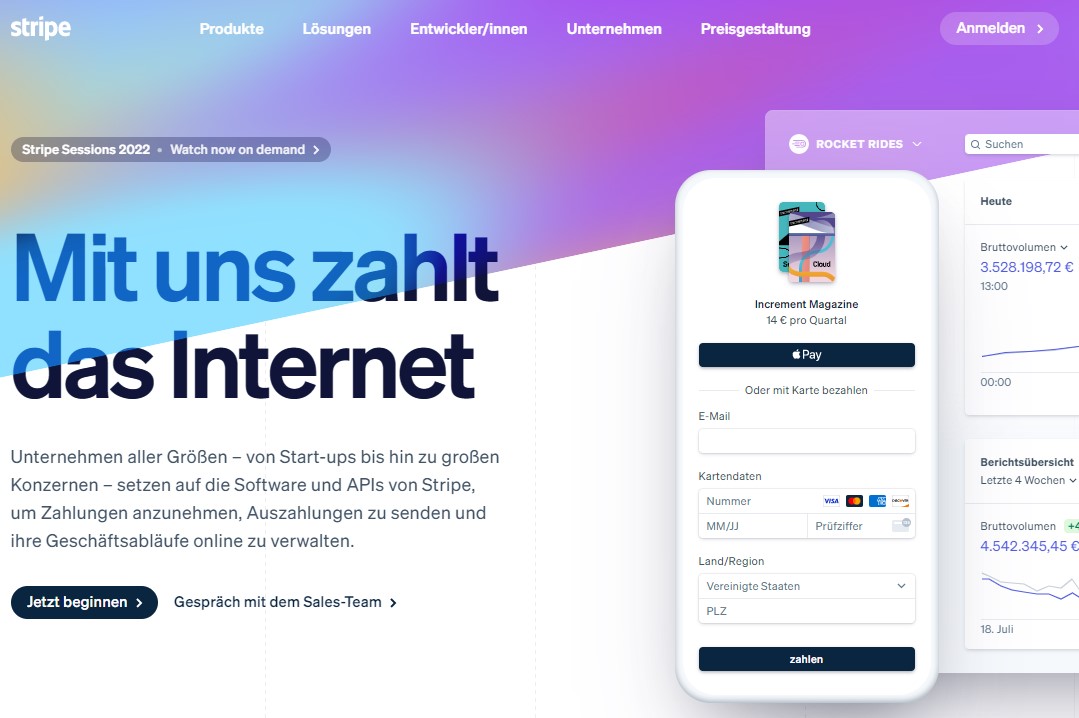 stripe
Produkte
Lösungen
Entwickler/innen
Unternehmen
Preisgestaltung
Anmelden
Stripe Sessions 2022 • Watch now on demand
Mit uns zahlt
das Internet
Unternehmen aller Größen – von Start-ups bis hin zu großen
Konzernen – setzen auf die Software und APIs von Stripe,
um Zahlungen anzunehmen, Auszahlungen zu senden und
ihre Geschäftsabläufe online zu verwalten.
Jetzt beginnen
Gespräch mit dem Sales-Team
Cloud
Increment Magazine
14 € pro Quartal
Pay
Oder mit Karte bezahlen
E-Mail
Kartendaten
Nummer
VISA
MM/JJ
Prüfziffer
Land/Region
Vereinigte Staaten
PLZ
zahlen
ROCKET RIDES
Suchen
Heute
Bruttovolumen
3.528.198,72 €
13:00
00:00
Berichtsübersicht
Letzte 4 Wochen
Bruttovolumen +4
4.542.345,45 €
18. Juli